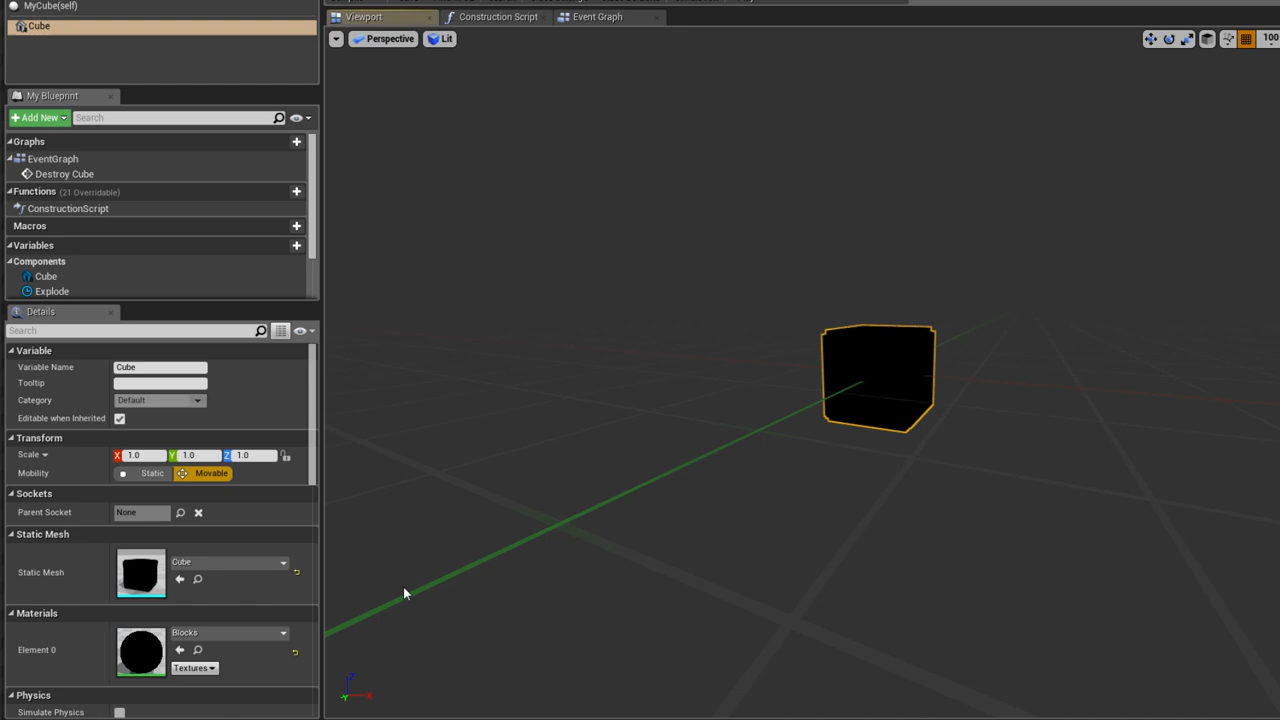 MyCube(self)
Cube
My Blueprint
Add New
Search
Graphs
EventGraph
Destroy Cube
Functions (21 Overridable)
ConstructionScript
Macros
Variables
Components
Cube
Explode
Details
Search
Variable
Variable Name Cube
Tooltip
Category Default
Editable when Inherited
Transform
Scale X 1.0 Y 1.0 Z 1.0
Mobility Static Movable
Sockets
Parent Socket None
Static Mesh
Static Mesh Cube
Materials
Element 0 Blocks
Textures
Physics
Simulate Physics
Viewport Construction Script Event Graph
Perspective Lit
100
Z
Y X